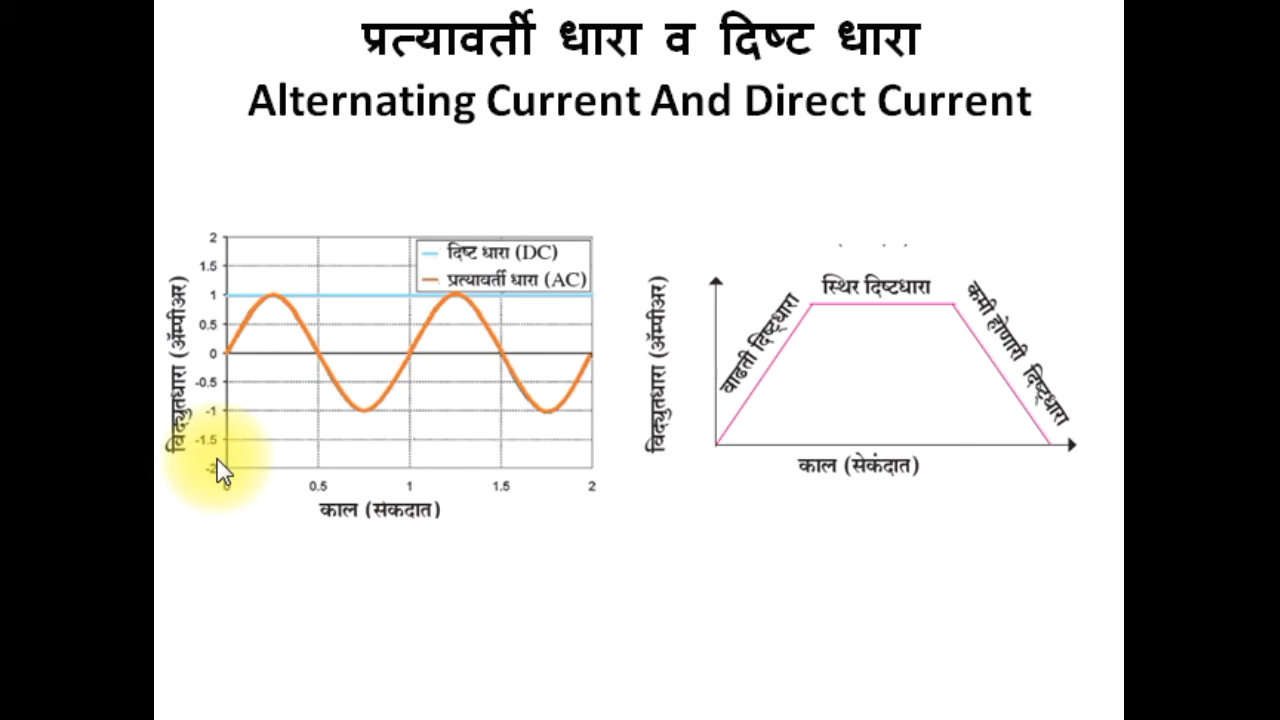 प्रत्यावर्ती धारा व दिष्ट धारा
Alternating Current And Direct Current
दिष्ट धारा (DC)
प्रत्यावर्ती धारा (AC)
विद्युतधारा (ॲम्पीअर)
2
1.5
1
0.5
0
-0.5
-1
-1.5
-2
0
0.5
1
1.5
2
काल (सेकंदात)
विद्युतधारा (ॲम्पीअर)
वाढती दिष्टधारा
स्थिर दिष्टधारा
कमी होणारी दिष्टधारा
काल (सेकंदात)